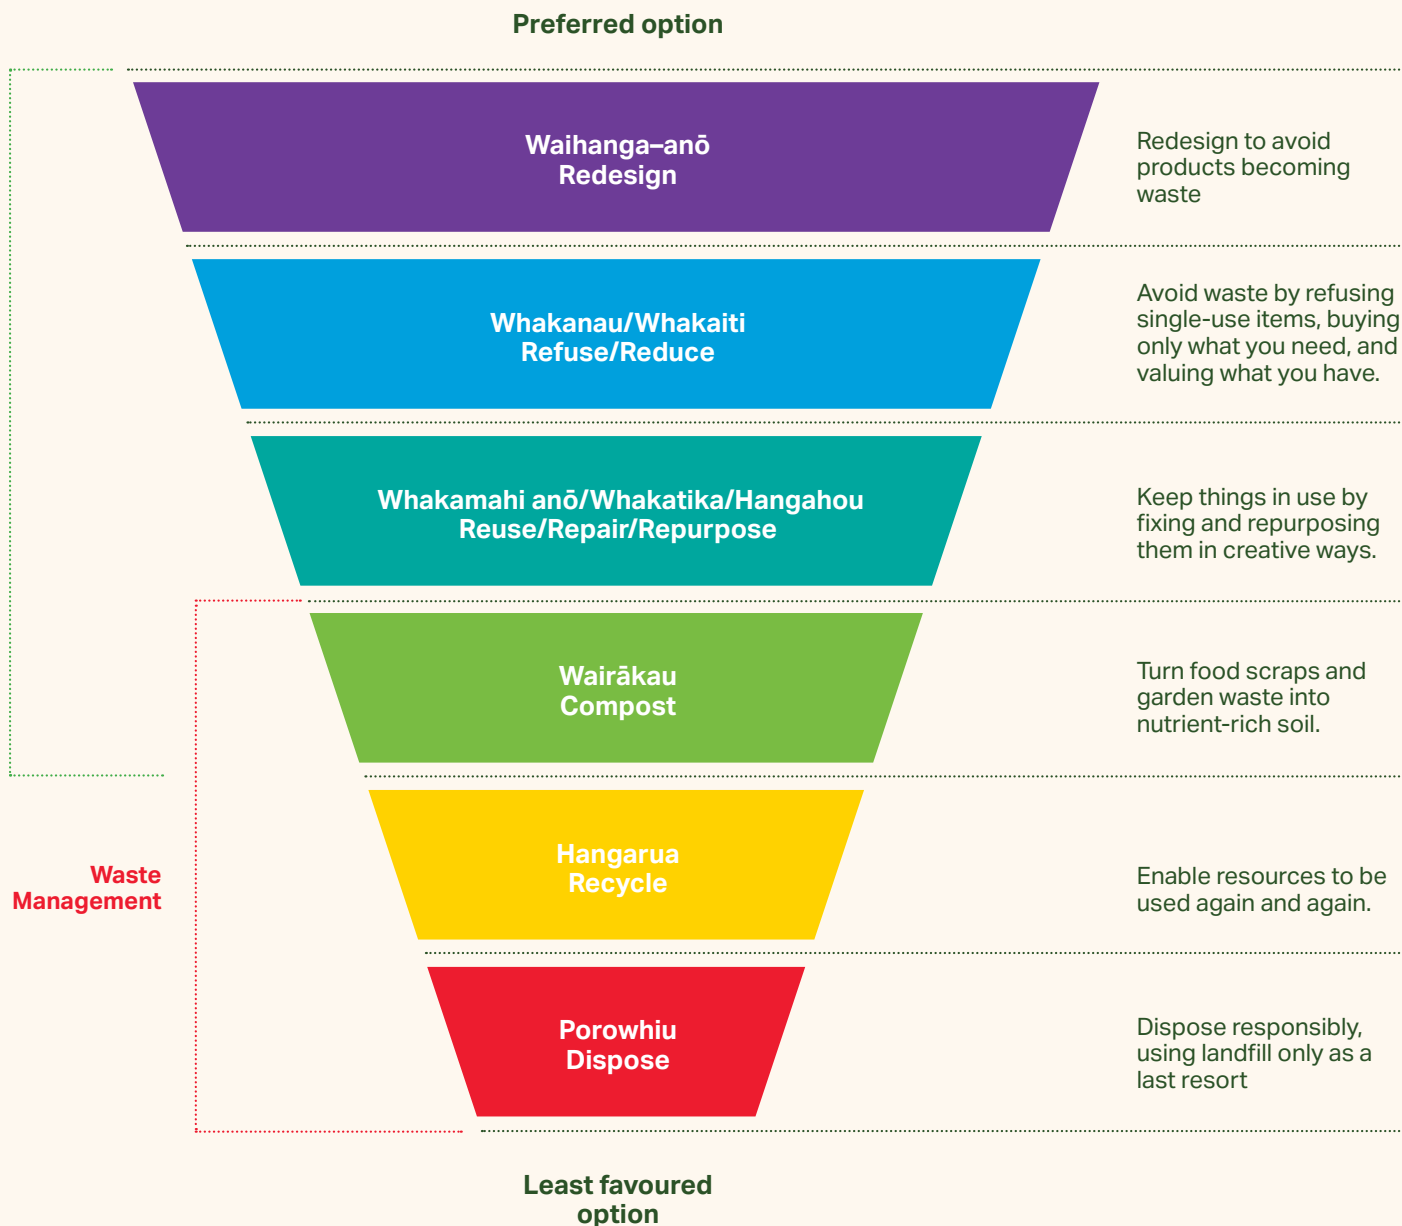 Preferred option
Waihanga–anō
Redesign
Redesign to avoid
products becoming
waste
Whakanau/Whakaiti
Refuse/Reduce
Avoid waste by refusing
single-use items, buying
only what you need, and
valuing what you have.
Whakamahi anō/Whakatika/Hangahou
Reuse/Repair/Repurpose
Keep things in use by
fixing and repurposing
them in creative ways.
Wairākau
Compost
Turn food scraps and
garden waste into
nutrient-rich soil.
Waste
Management
Hangarua
Recycle
Enable resources to be
used again and again.
Porowhiu
Dispose
Dispose responsibly,
using landfill only as a
last resort
Least favoured
option